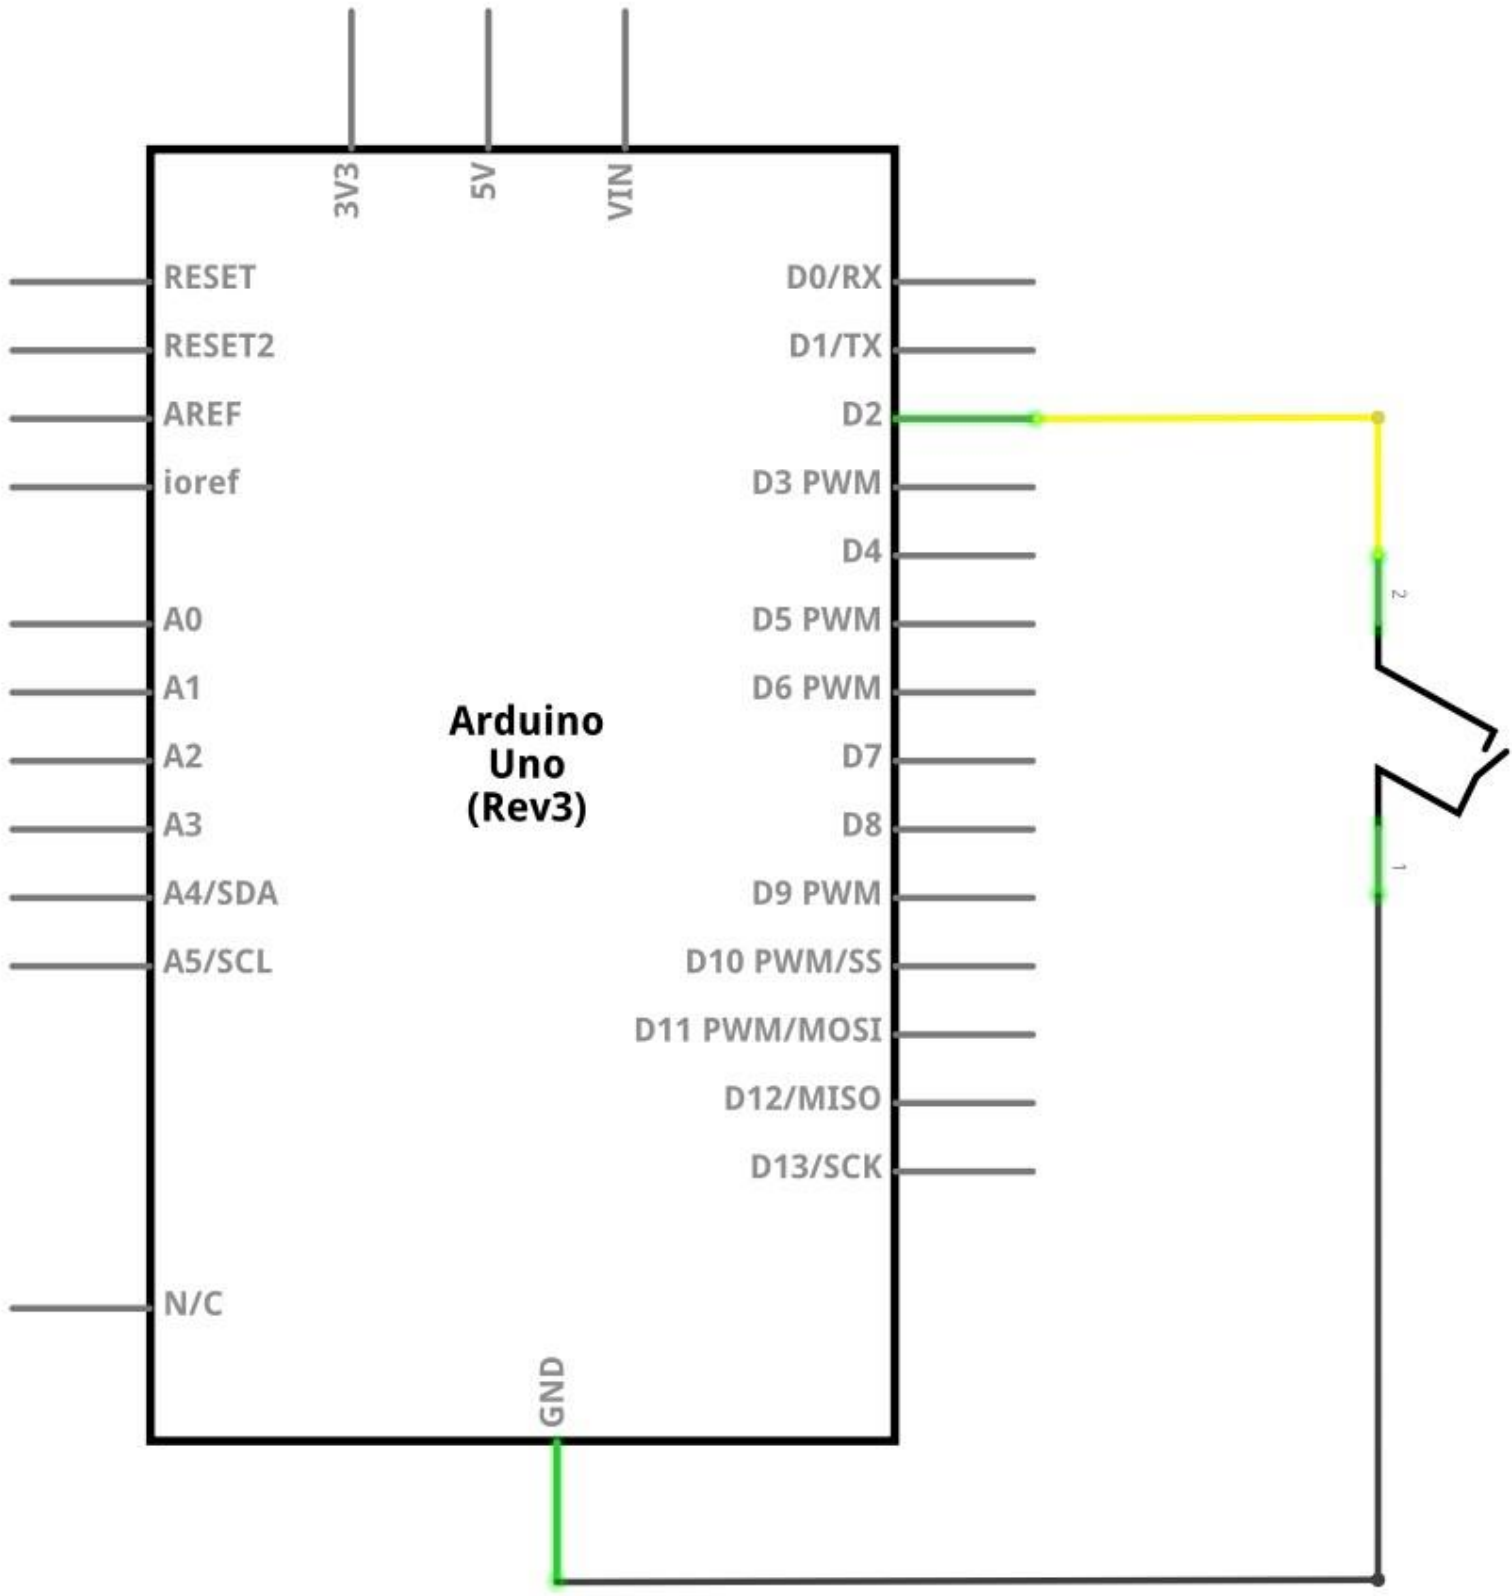 3V3
5V
VIN
RESET
RESET2
AREF
ioref
A0
A1
A2
A3
A4/SDA
A5/SCL
N/C
Arduino
Uno
(Rev3)
D0/RX
D1/TX
D2
D3 PWM
D4
D5 PWM
D6 PWM
D7
D8
D9 PWM
D10 PWM/SS
D11 PWM/MOSI
D12/MISO
D13/SCK
GND
2
1